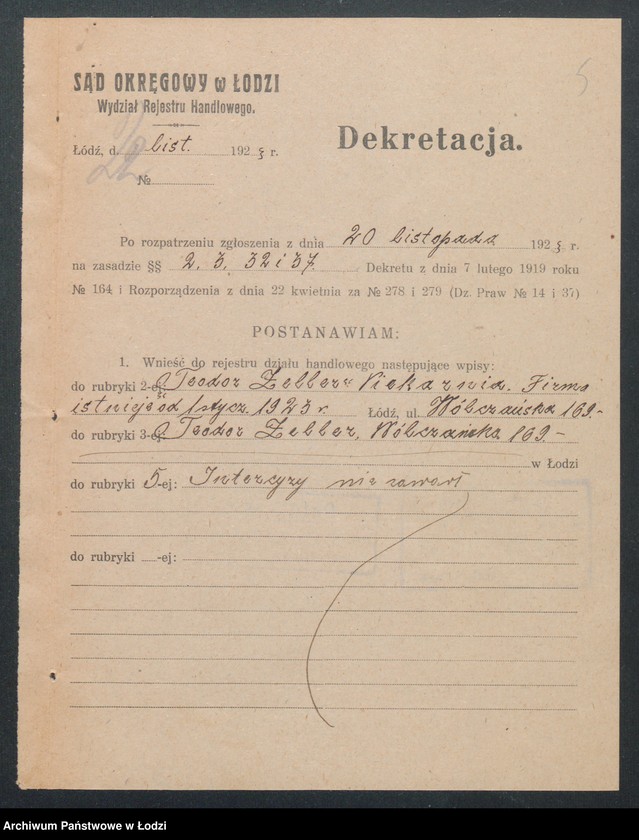 5
SĄD OKRĘGOWY w ŁODZI
Wydział Rejestru Handlowego.
Dekretacja.
Łódź, d. list. 192 r.
№
Po rozpatrzeniu zgłoszenia z dnia 20 listopada 192 r.
na zasadzie §§ 2. 3. 32 i 37. Dekretu z dnia 7 lutego 1919 roku
№ 164 i Rozporządzenia z dnia 22 kwietnia za № 278 i 279 (Dz. Praw № 14 i 37)
POSTANAWIAM:
1. Wnieść do rejestru działu handlowego następujące wpisy:
do rubryki 2-ej: „Teodor Zeller" Piekarnia. Firma
istnieje od 1 stycz. 1923 r. Łódź, ul. Wólczańska 169.-
do rubryki 3-ej: Teodor Zeller, Wólczańska 169.-
w Łodzi
do rubryki 5-ej: Intercyzy nie zawarł
do rubryki -ej:
Archiwum Państwowe w Łodzi